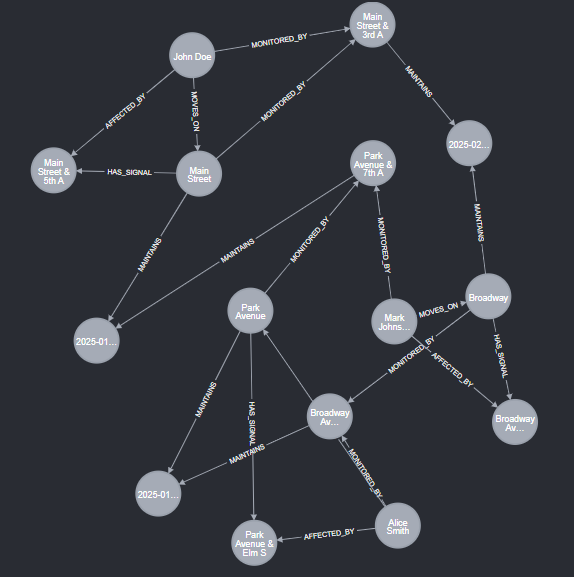 Main
Street &
3rd A
John Doe
MONITORED_BY
AFFECTED_BY
MOVES_ON
MONITORED_BY
MAINTAINS
2025-02...
Main
Street &
5th A
HAS_SIGNAL
Main
Street
Park
Avenue &
7th A
MAINTAINS
MAINTAINS
MONITORED_BY
MONITORED_BY
MAINTAINS
Park
Avenue
MOVES_ON
Broadway
Mark
Johns...
2025-01...
MONITORED_BY
AFFECTED_BY
HAS_SIGNAL
MAINTAINS
HAS_SIGNAL
Broadway
Av...
Broadway
Av...
MAINTAINS
MONITORED_BY
2025-01...
Park
Avenue &
Elm S
AFFECTED_BY
Alice
Smith